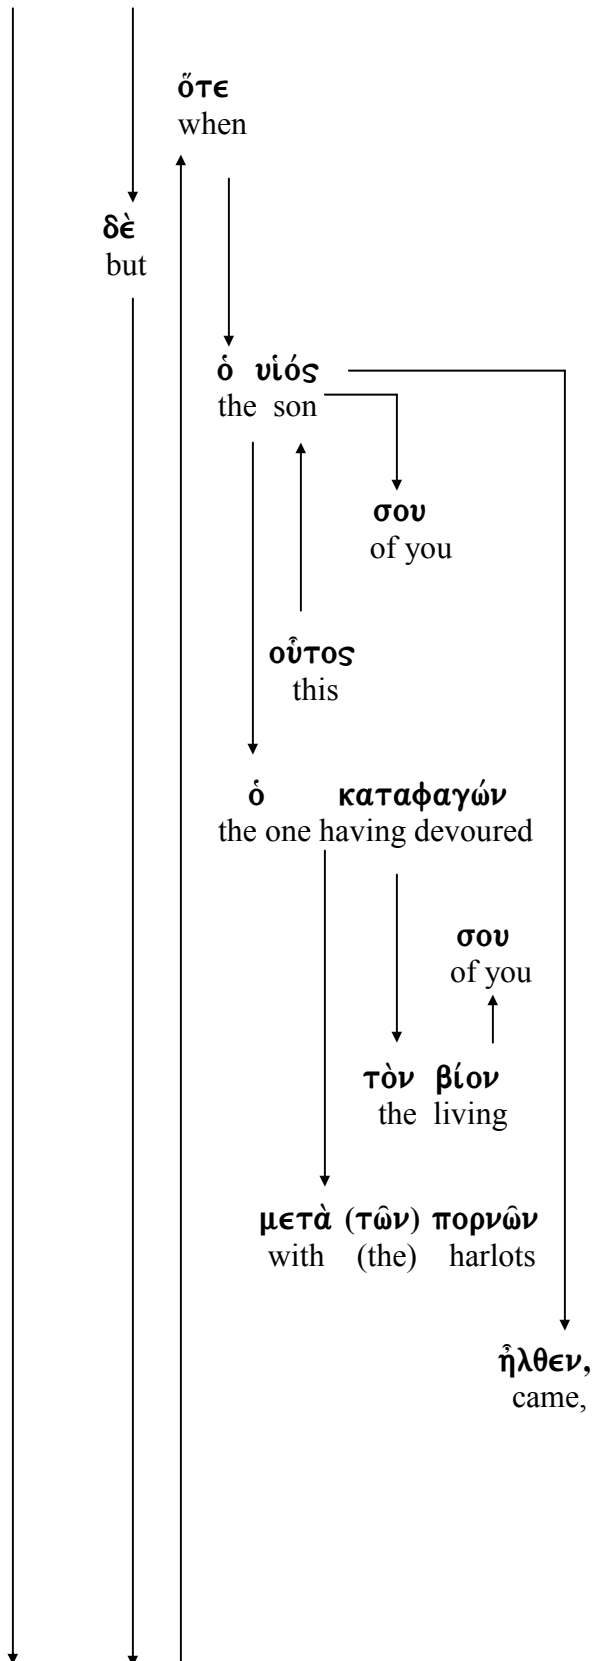 ὅτε
when
δὲ
but
ὁ υἱός
the son
σου
of you
οὗτος
this
ὁ καταφαγών
the one having devoured
σου
of you
τὸν βίον
the living
μετὰ (τῶν) πορνῶν
with (the) harlots
ἦλθεν,
came,